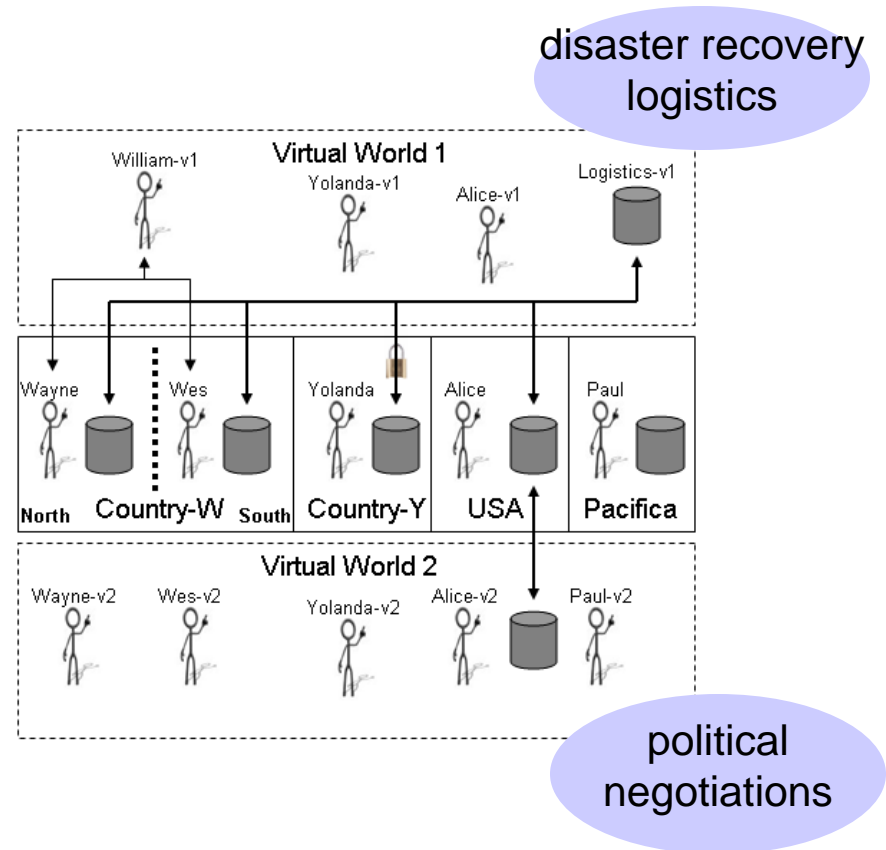 disaster recovery
logistics
Virtual World 1
William-v1
Yolanda-v1
Alice-v1
Logistics-v1
Wayne
Wes
Yolanda
Alice
Paul
North
Country-W
South
Country-Y
USA
Pacifica
Virtual World 2
Wayne-v2
Wes-v2
Yolanda-v2
Alice-v2
Paul-v2
political
negotiations